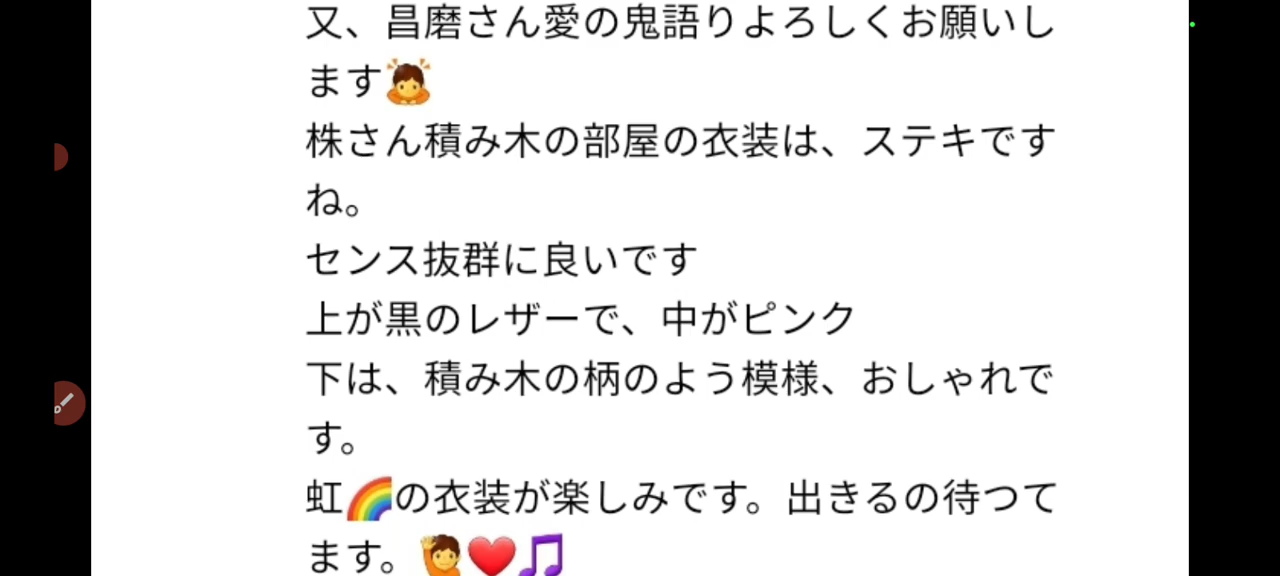 又、昌磨さん愛の鬼語りよろしくお願いし
ます🙇
株さん積み木の部屋の衣装は、ステキです
ね。
センス抜群に良いです
上が黒のレザーで、中がピンク
下は、積み木の柄のよう模様、おしゃれで
す。
虹🌈の衣装が楽しみです。出きるの待つて
ます。🙋❤️🎵